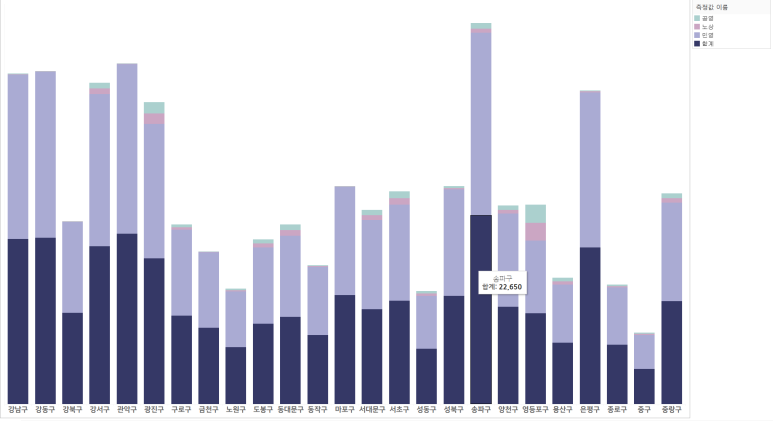 측정값 이름
공영
노상
민영
합계
송파구
합계: 22,650
강남구 강동구 강북구 강서구 관악구 광진구 구로구 금천구 노원구 도봉구 동대문구 동작구 마포구 서대문구 서초구 성동구 성북구 송파구 양천구 영등포구 용산구 은평구 종로구 중구 중랑구